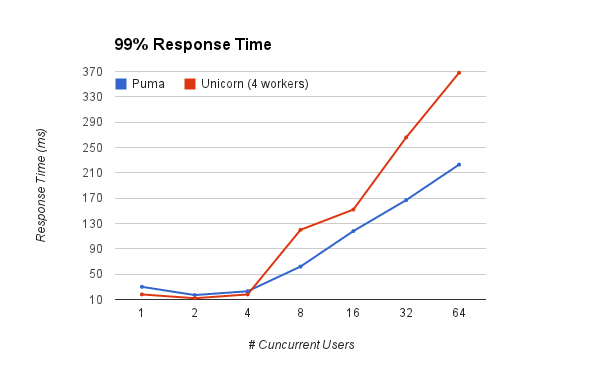 99% Response Time
Puma
Unicorn (4 workers)
370
330
290
250
210
170
130
90
50
10
Response Time (ms)
1 2 4 8 16 32 64
# Cuncurrent Users